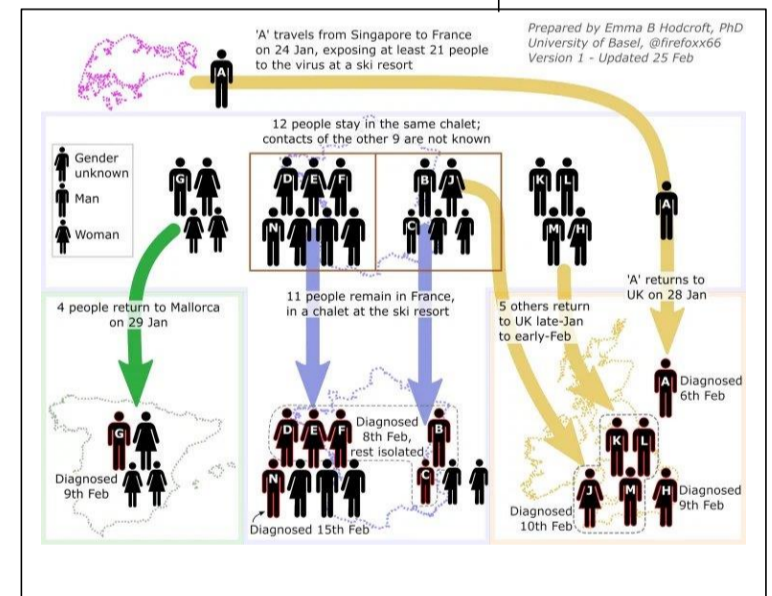 'A' travels from Singapore to France
on 24 Jan, exposing at least 21 people
to the virus at a ski resort
Prepared by Emma B Hodcroft, PhD
University of Basel, @firefoxx66
Version 1 - Updated 25 Feb
A
12 people stay in the same chalet;
contacts of the other 9 are not known
Gender
unknown
Man
Woman
G
D E F
N
B J
C
K L
M H
A
4 people return to Mallorca
on 29 Jan
11 people remain in France,
in a chalet at the ski resort
5 others return
to UK late-Jan
to early-Feb
'A' returns to
UK on 28 Jan
G
Diagnosed
9th Feb
D E F
Diagnosed
8th Feb,
rest isolated
B
N
C
Diagnosed 15th Feb
A
Diagnosed
6th Feb
K L
J M H
Diagnosed
10th Feb
Diagnosed
9th Feb